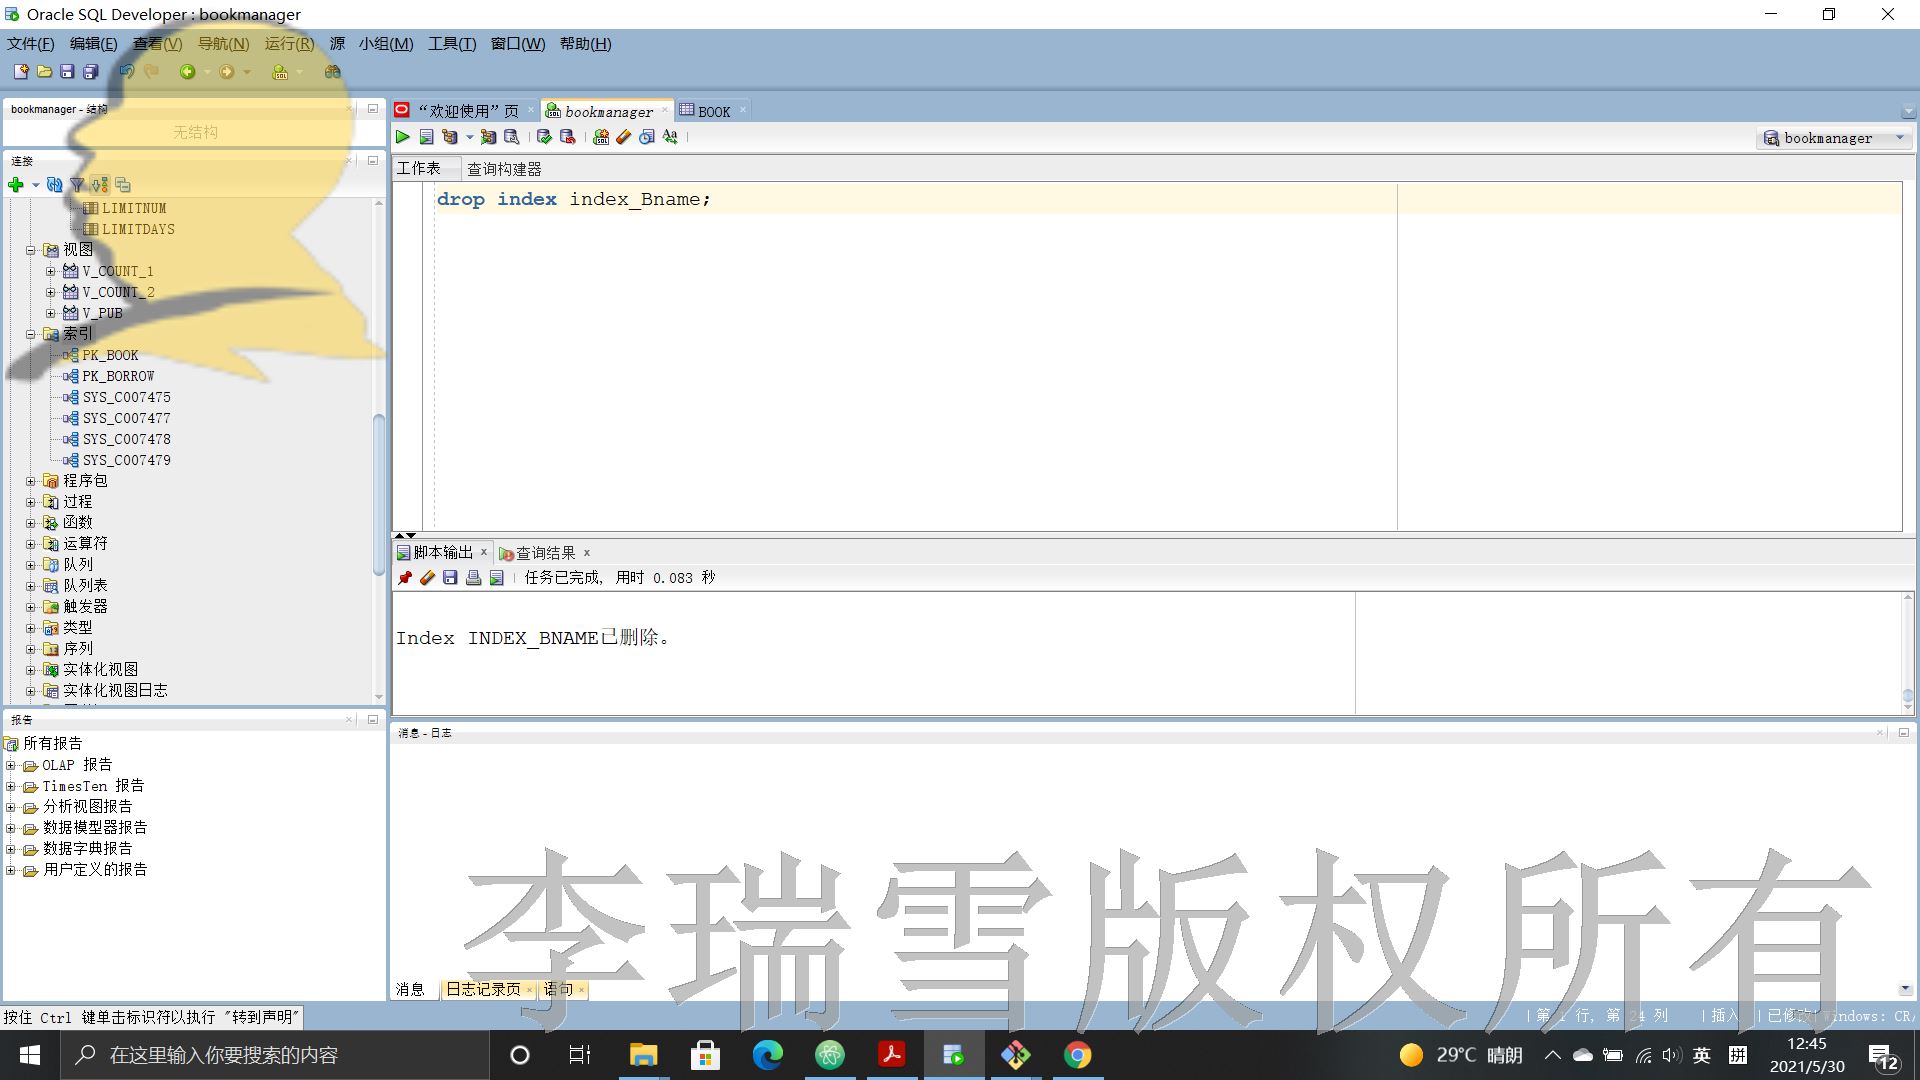 Oracle SQL Developer : bookmanager
文件(F) 编辑(E) 查看(V) 导航(N) 运行(R) 源 小组(M) 工具(T) 窗口(W) 帮助(H)
bookmanager - 结构
无结构
连接
LIMITNUM
LIMITDAYS
视图
V_COUNT_1
V_COUNT_2
V_PUB
索引
PK_BOOK
PK_BORROW
SYS_C007475
SYS_C007477
SYS_C007478
SYS_C007479
程序包
过程
函数
运算符
队列
队列表
触发器
类型
序列
实体化视图
实体化视图日志
报告
所有报告
OLAP 报告
TimesTen 报告
分析视图报告
数据模型器报告
数据字典报告
用户定义的报告
“欢迎使用”页 bookmanager BOOK
bookmanager
工作表 查询构建器
drop index index_Bname;
脚本输出 查询结果
任务已完成, 用时 0.083 秒
Index INDEX_BNAME已删除。
消息 - 日志
李瑞雪版权所有
消息 日志记录页 语句
按住 Ctrl 键单击标识符以执行 "转到声明"
第 1 行, 第 24 列 插入 已修改 Windows: CR/
在这里输入你要搜索的内容
29°C 晴朗
英 拼
12:45
2021/5/30
12